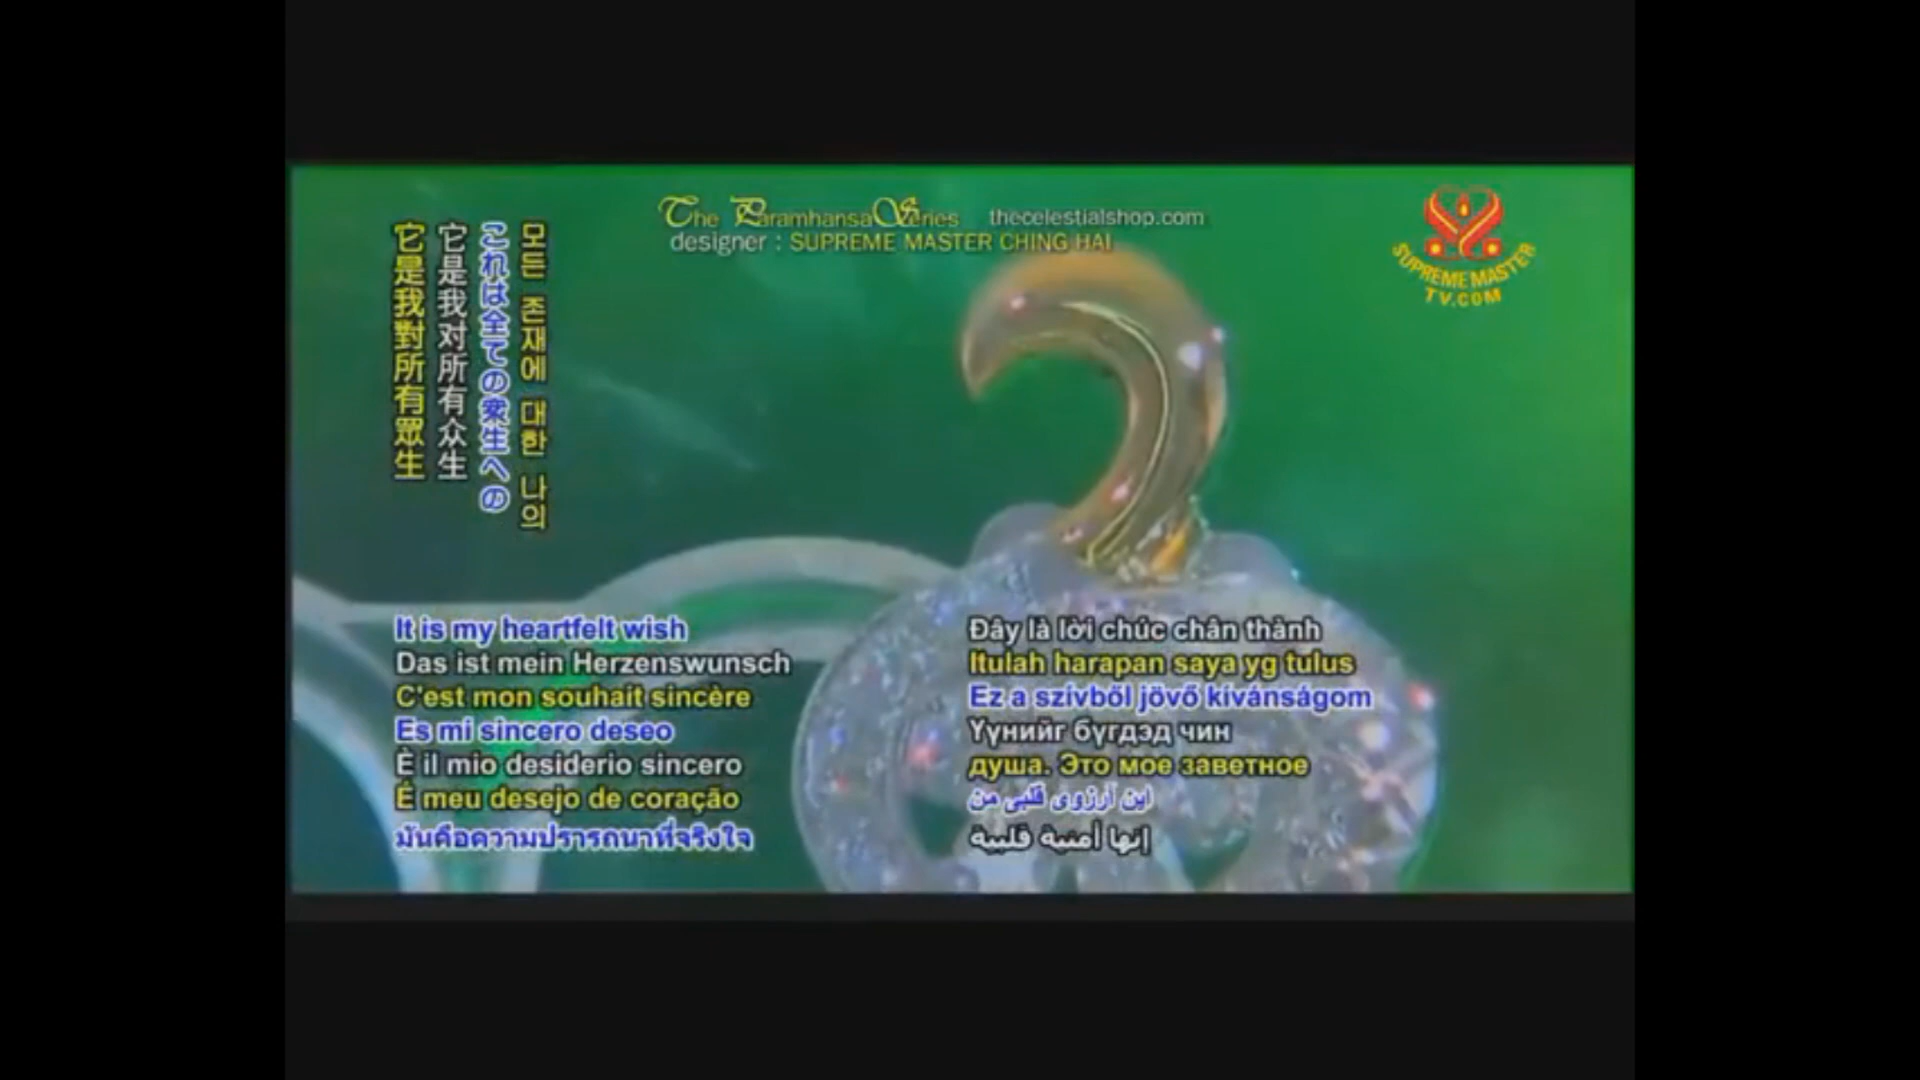 The Paramhansa Series thecelestialshop.com
designer : SUPREME MASTER CHING HAI
SUPREME MASTER
TV.COM
모든 존재에 대한 나의
これは全ての衆生への
它是我对所有众生
它是我對所有眾生
It is my heartfelt wish
Das ist mein Herzenswunsch
C'est mon souhait sincère
Es mi sincero deseo
È il mio desiderio sincero
É meu desejo de coração
มันคือความปรารถนาที่จริงใจ
Đây là lời chúc chân thành
Itulah harapan saya yg tulus
Ez a szívből jövő kívánságom
Үүнийг бүгдэд чин
душа. Это мое заветное
این آرزوی قلبی من
إنها أمنية قلبية